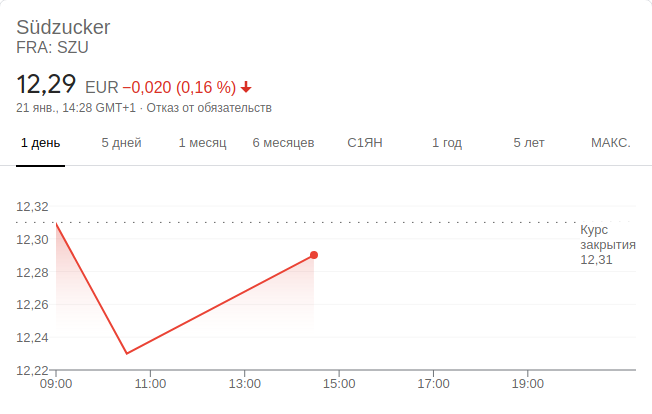 Südzucker
FRA: SZU
12,29 EUR −0,020 (0,16 %)
21 янв., 14:28 GMT+1 · Отказ от обязательств
1 день 5 дней 1 месяц 6 месяцев С1ЯН 1 год 5 лет МАКС.
12,32
Курс
закрытия
12,31
12,30
12,28
12,26
12,24
12,22
09:00 11:00 13:00 15:00 17:00 19:00